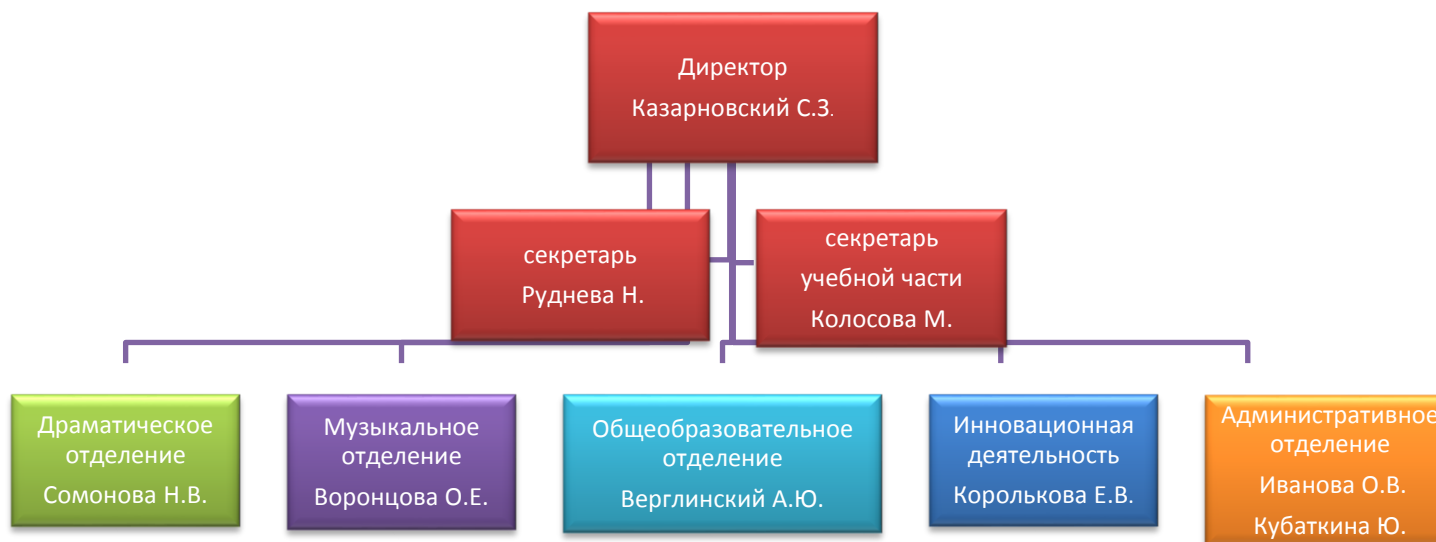 Директор
Казарновский С.З.
секретарь
Руднева Н.
секретарь
учебной части
Колосова М.
Драматическое
отделение
Сомонова Н.В.
Музыкальное
отделение
Воронцова О.Е.
Общеобразовательное
отделение
Верглинский А.Ю.
Инновационная
деятельность
Королькова Е.В.
Административное
отделение
Иванова О.В.
Кубаткина Ю.